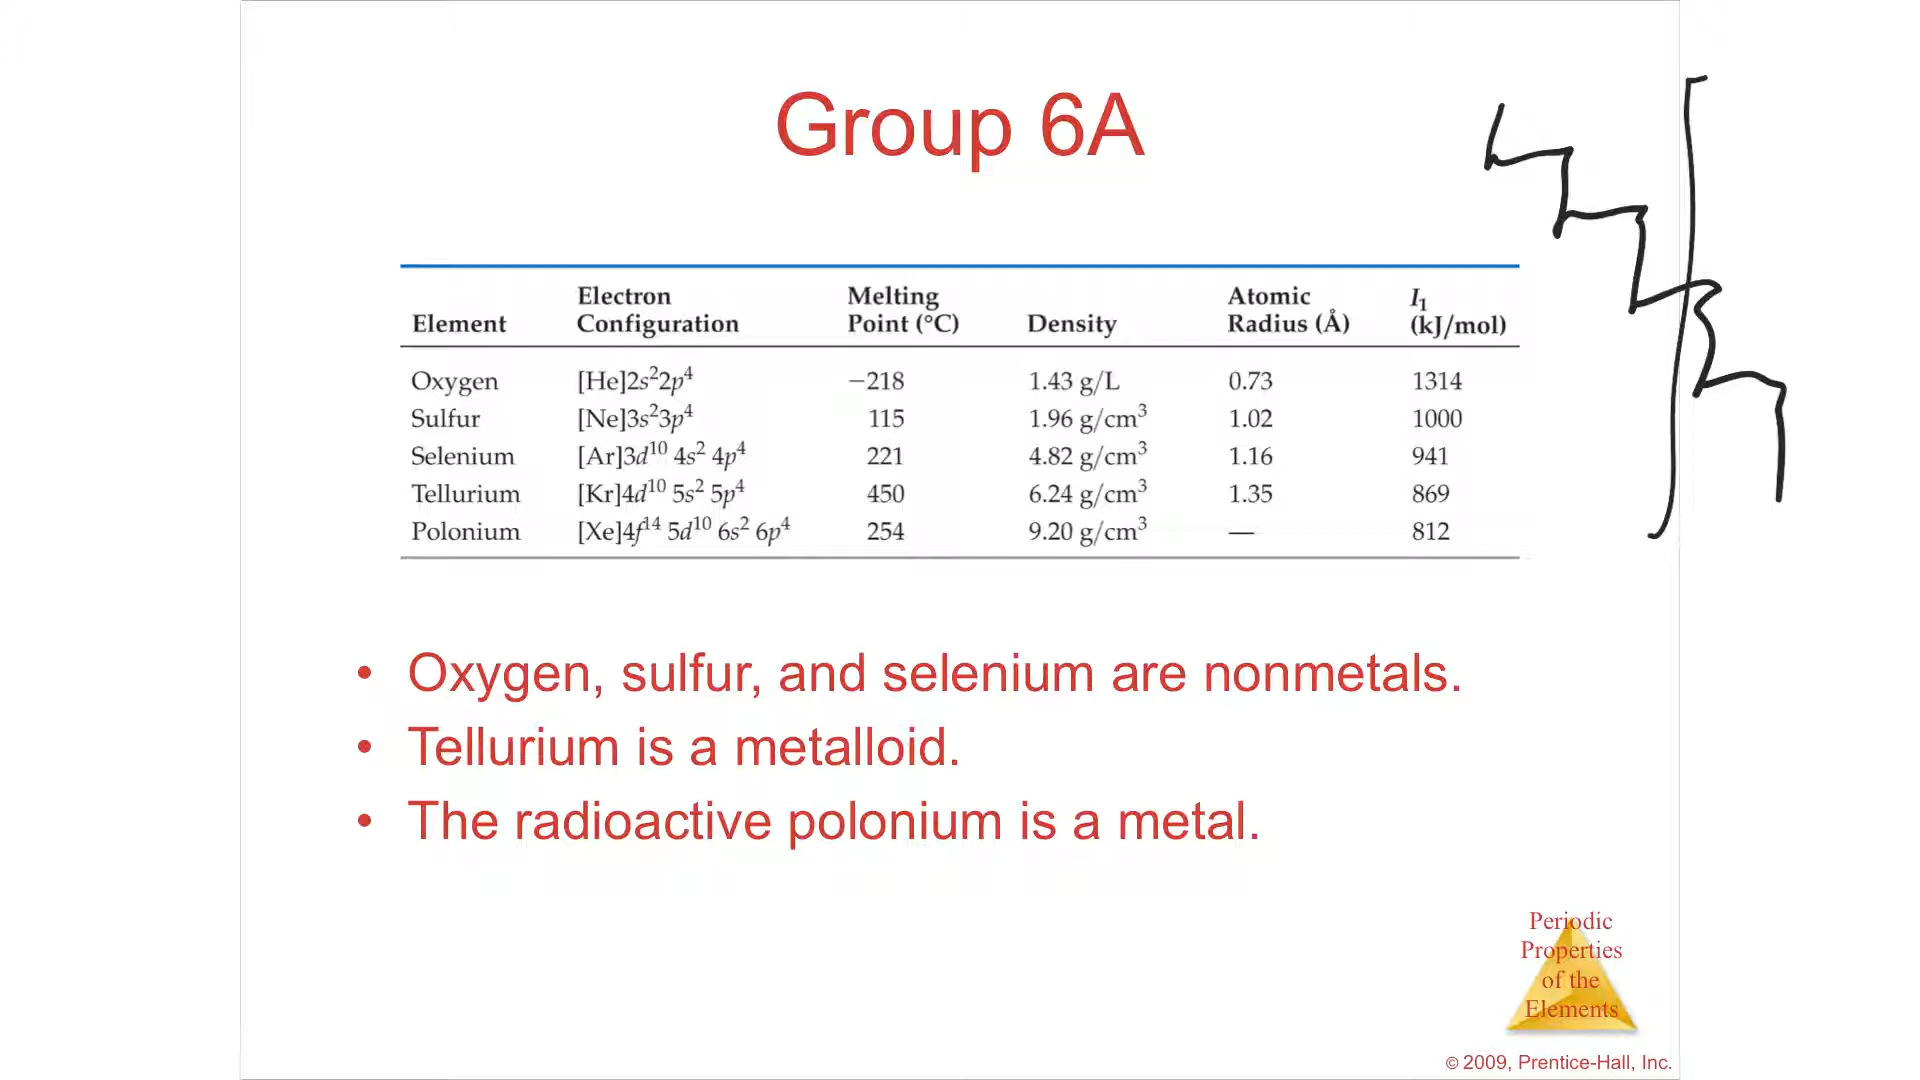 Group 6A
Element Electron Configuration Melting Point (°C) Density Atomic Radius (Å) I₁ (kJ/mol)
Oxygen [He]2s²2p⁴ −218 1.43 g/L 0.73 1314
Sulfur [Ne]3s²3p⁴ 115 1.96 g/cm³ 1.02 1000
Selenium [Ar]3d¹⁰ 4s² 4p⁴ 221 4.82 g/cm³ 1.16 941
Tellurium [Kr]4d¹⁰ 5s² 5p⁴ 450 6.24 g/cm³ 1.35 869
Polonium [Xe]4f¹⁴ 5d¹⁰ 6s² 6p⁴ 254 9.20 g/cm³ — 812
• Oxygen, sulfur, and selenium are nonmetals.
• Tellurium is a metalloid.
• The radioactive polonium is a metal.
Periodic
Properties
of the
Elements
© 2009, Prentice-Hall, Inc.